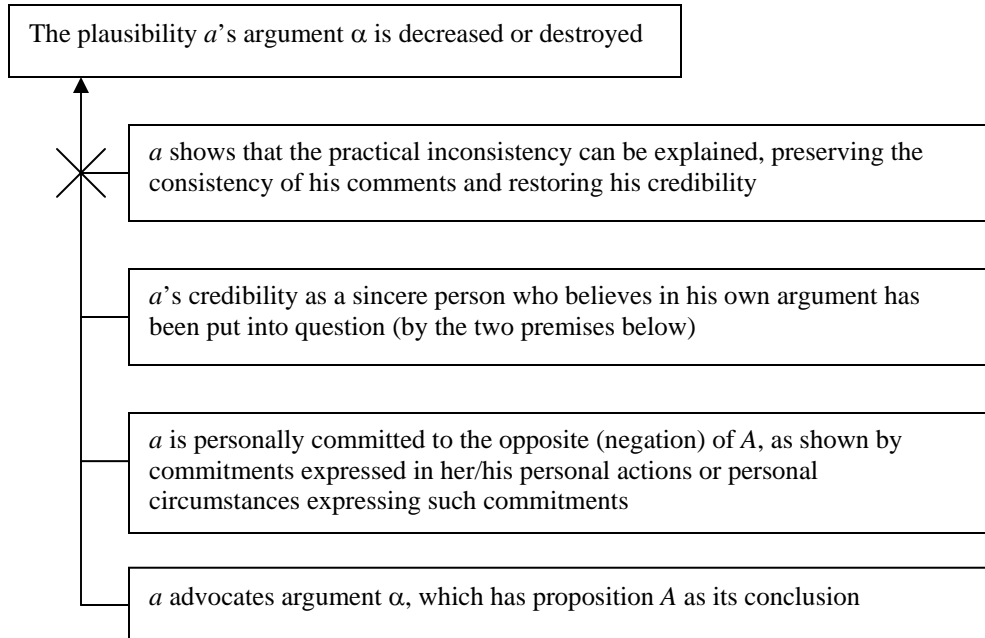 The plausibility a's argument α is decreased or destroyed
a shows that the practical inconsistency can be explained, preserving the
consistency of his comments and restoring his credibility
a's credibility as a sincere person who believes in his own argument has
been put into question (by the two premises below)
a is personally committed to the opposite (negation) of A, as shown by
commitments expressed in her/his personal actions or personal
circumstances expressing such commitments
a advocates argument α, which has proposition A as its conclusion